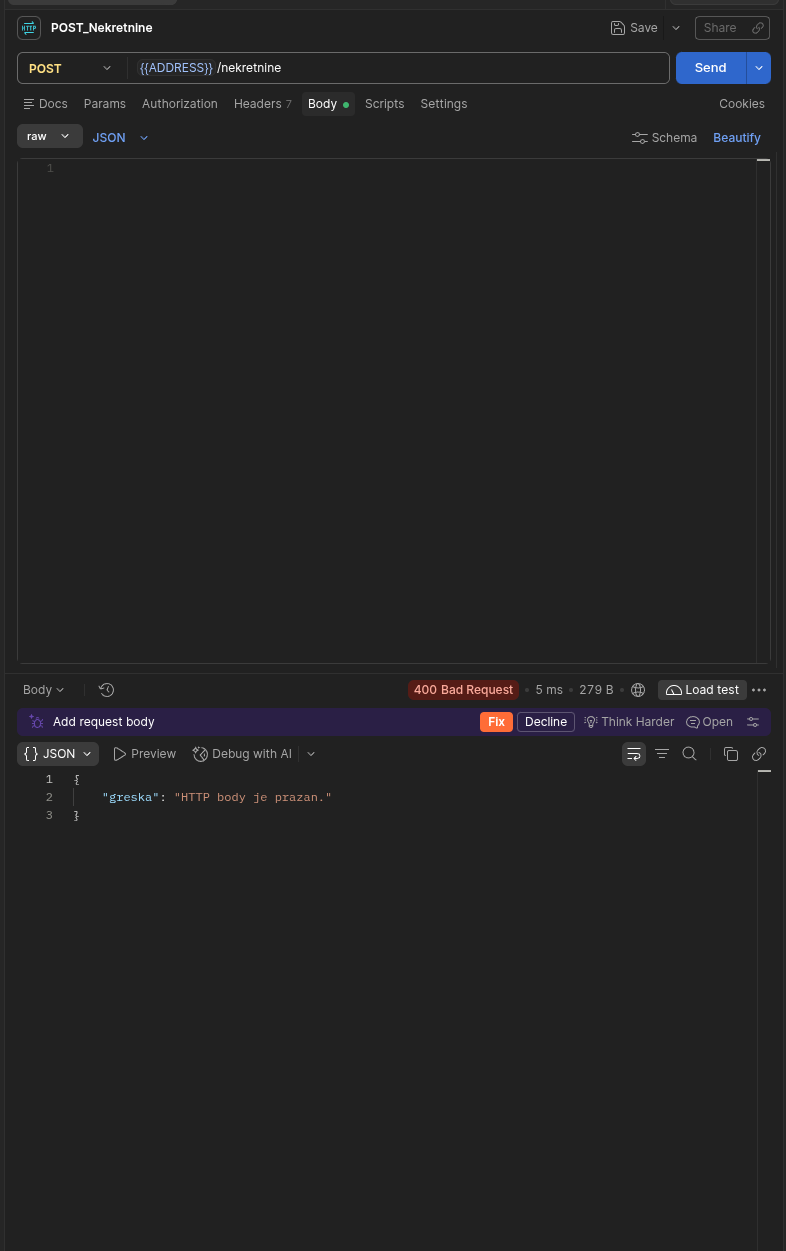 HTTP POST_Nekretnine Save Share
POST {{ADDRESS}} /nekretnine Send
Docs Params Authorization Headers 7 Body Scripts Settings Cookies
raw JSON Schema Beautify
1
Body 400 Bad Request 5 ms 279 B Load test
Add request body Fix Decline Think Harder Open
{ } JSON Preview Debug with AI
1 {
2 "greska": "HTTP body je prazan."
3 }